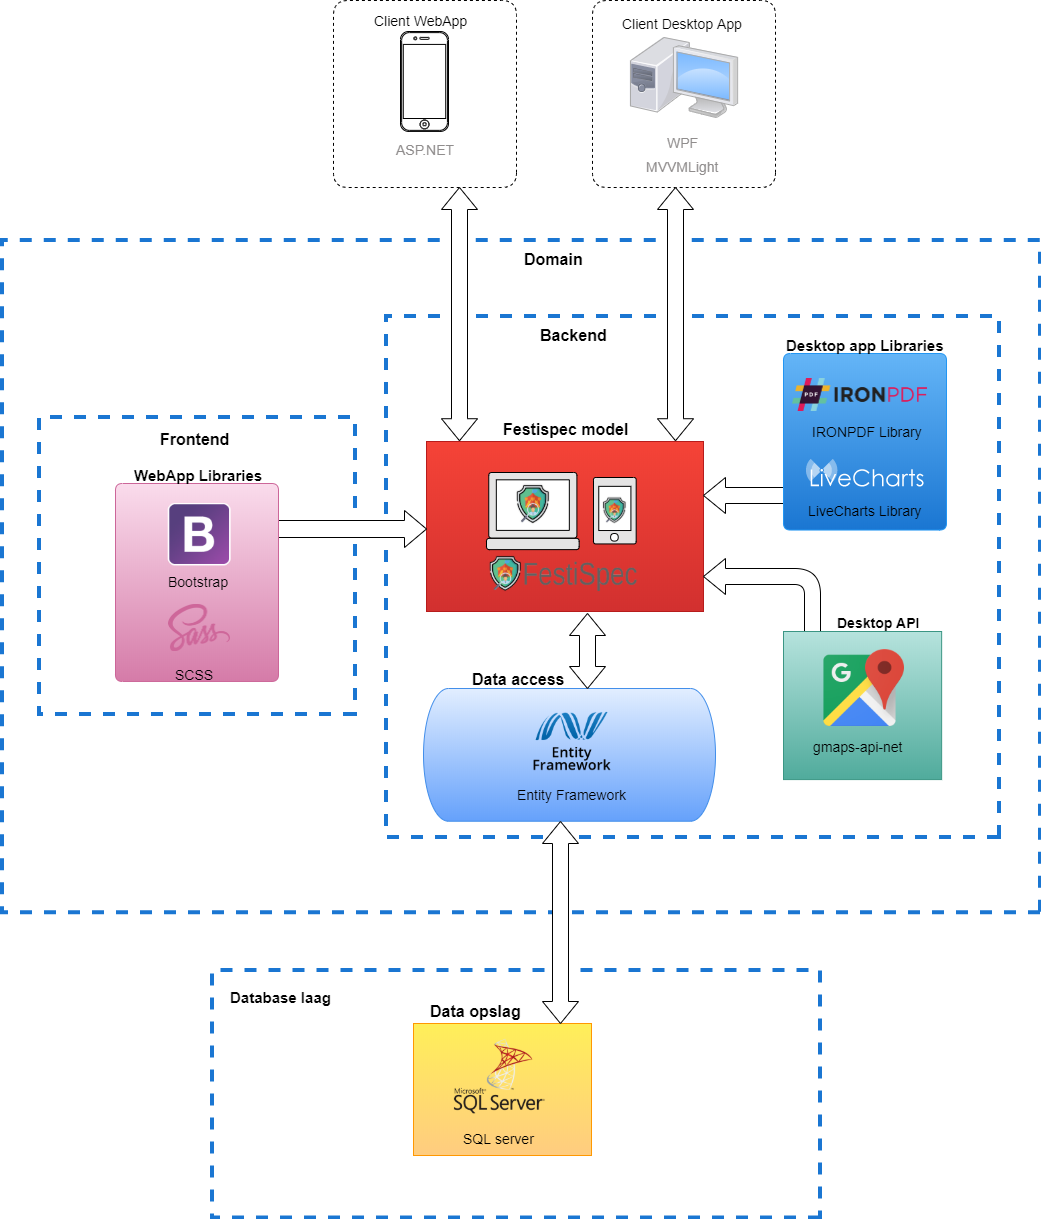 Client WebApp
ASP.NET
Client Desktop App
WPF
MVVMLight
Domain
Backend
Desktop app Libraries
PDF
IRONPDF
IRONPDF Library
LiveCharts
LiveCharts Library
Frontend
WebApp Libraries
B
Bootstrap
Sass
SCSS
Festispec model
FestiSpec
Desktop API
G
gmaps-api-net
Data access
Entity
Framework
Entity Framework
Database laag
Data opslag
Microsoft®
SQL Server
SQL server